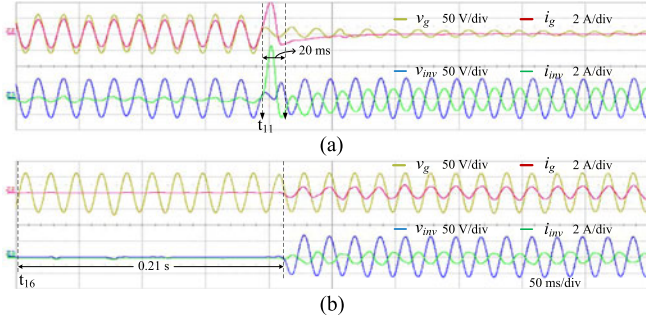 v_g 50 V/div i_g 2 A/div
20 ms
v_inv 50 V/div i_inv 2 A/div
t_11
(a)
v_g 50 V/div i_g 2 A/div
v_inv 50 V/div i_inv 2 A/div
0.21 s
t_16
50 ms/div
(b)